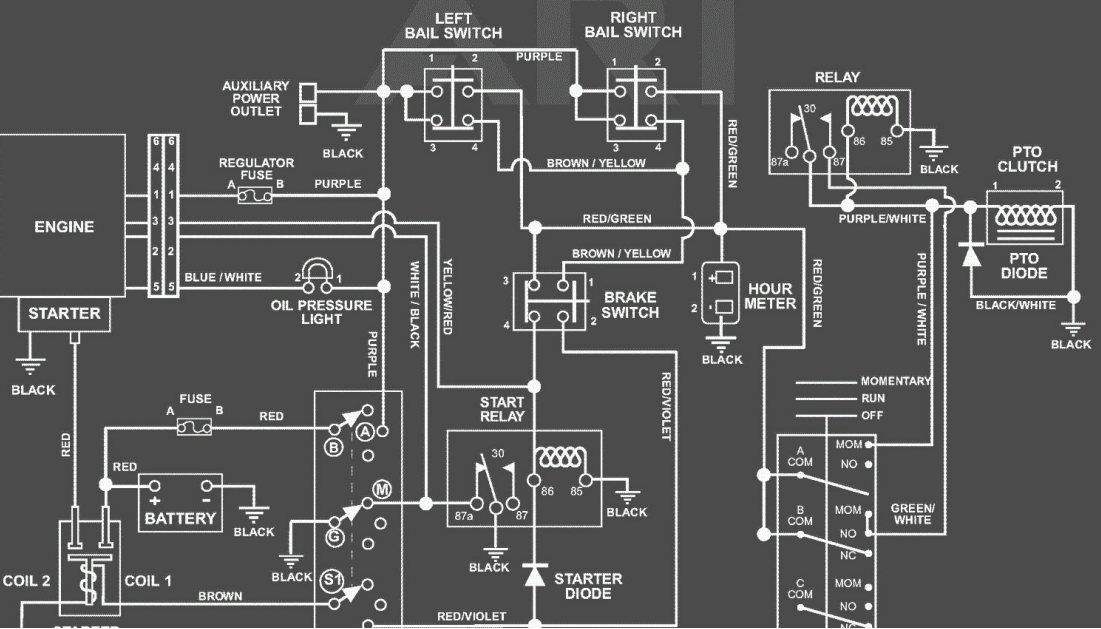 ARI
LEFT
BAIL SWITCH
RIGHT
BAIL SWITCH
1 2
PURPLE
1 2
RELAY
AUXILIARY
POWER
OUTLET
BLACK
3 4
3 4
30
86 85
87a 87
BLACK
PTO
CLUTCH
1 2
RED/GREEN
BROWN / YELLOW
6 6
4 4
1 1
3 3
2 2
5 5
REGULATOR
FUSE
A B
PURPLE
ENGINE
RED/GREEN
PURPLE/WHITE
BROWN / YELLOW
PTO
DIODE
BLACK/WHITE
BLACK
BLUE / WHITE
2 1
OIL PRESSURE
LIGHT
WHITE / BLACK
YELLOW/RED
3 1
4 2
BRAKE
SWITCH
1 +
2 -
HOUR
METER
BLACK
RED/GREEN
PURPLE / WHITE
STARTER
BLACK
PURPLE
RED/VIOLET
MOMENTARY
RUN
OFF
FUSE
A B
RED
START
RELAY
B
A
RED
RED
+ -
BATTERY
BLACK
M
G
BLACK
30
86 85
87a 87
BLACK
BLACK
A
COM
MOM
NO
B
COM
MOM
NO
NC
GREEN/
WHITE
C
COM
MOM
NO
NC
COIL 2
COIL 1
S1
BROWN
STARTER
DIODE
RED/VIOLET
STARTER